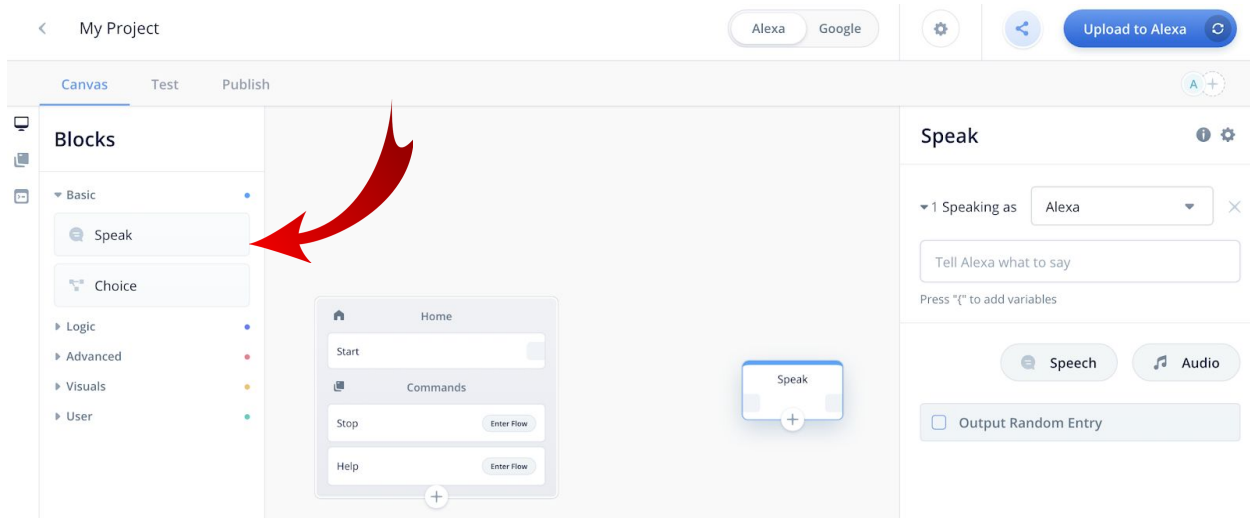 My Project
Alexa Google
Upload to Alexa
Canvas Test Publish
A
Blocks
Basic
Speak
Choice
Logic
Advanced
Visuals
User
Home
Start
Commands
Stop Enter Flow
Help Enter Flow
Speak
Speak
1 Speaking as Alexa
Tell Alexa what to say
Press "{" to add variables
Speech Audio
Output Random Entry